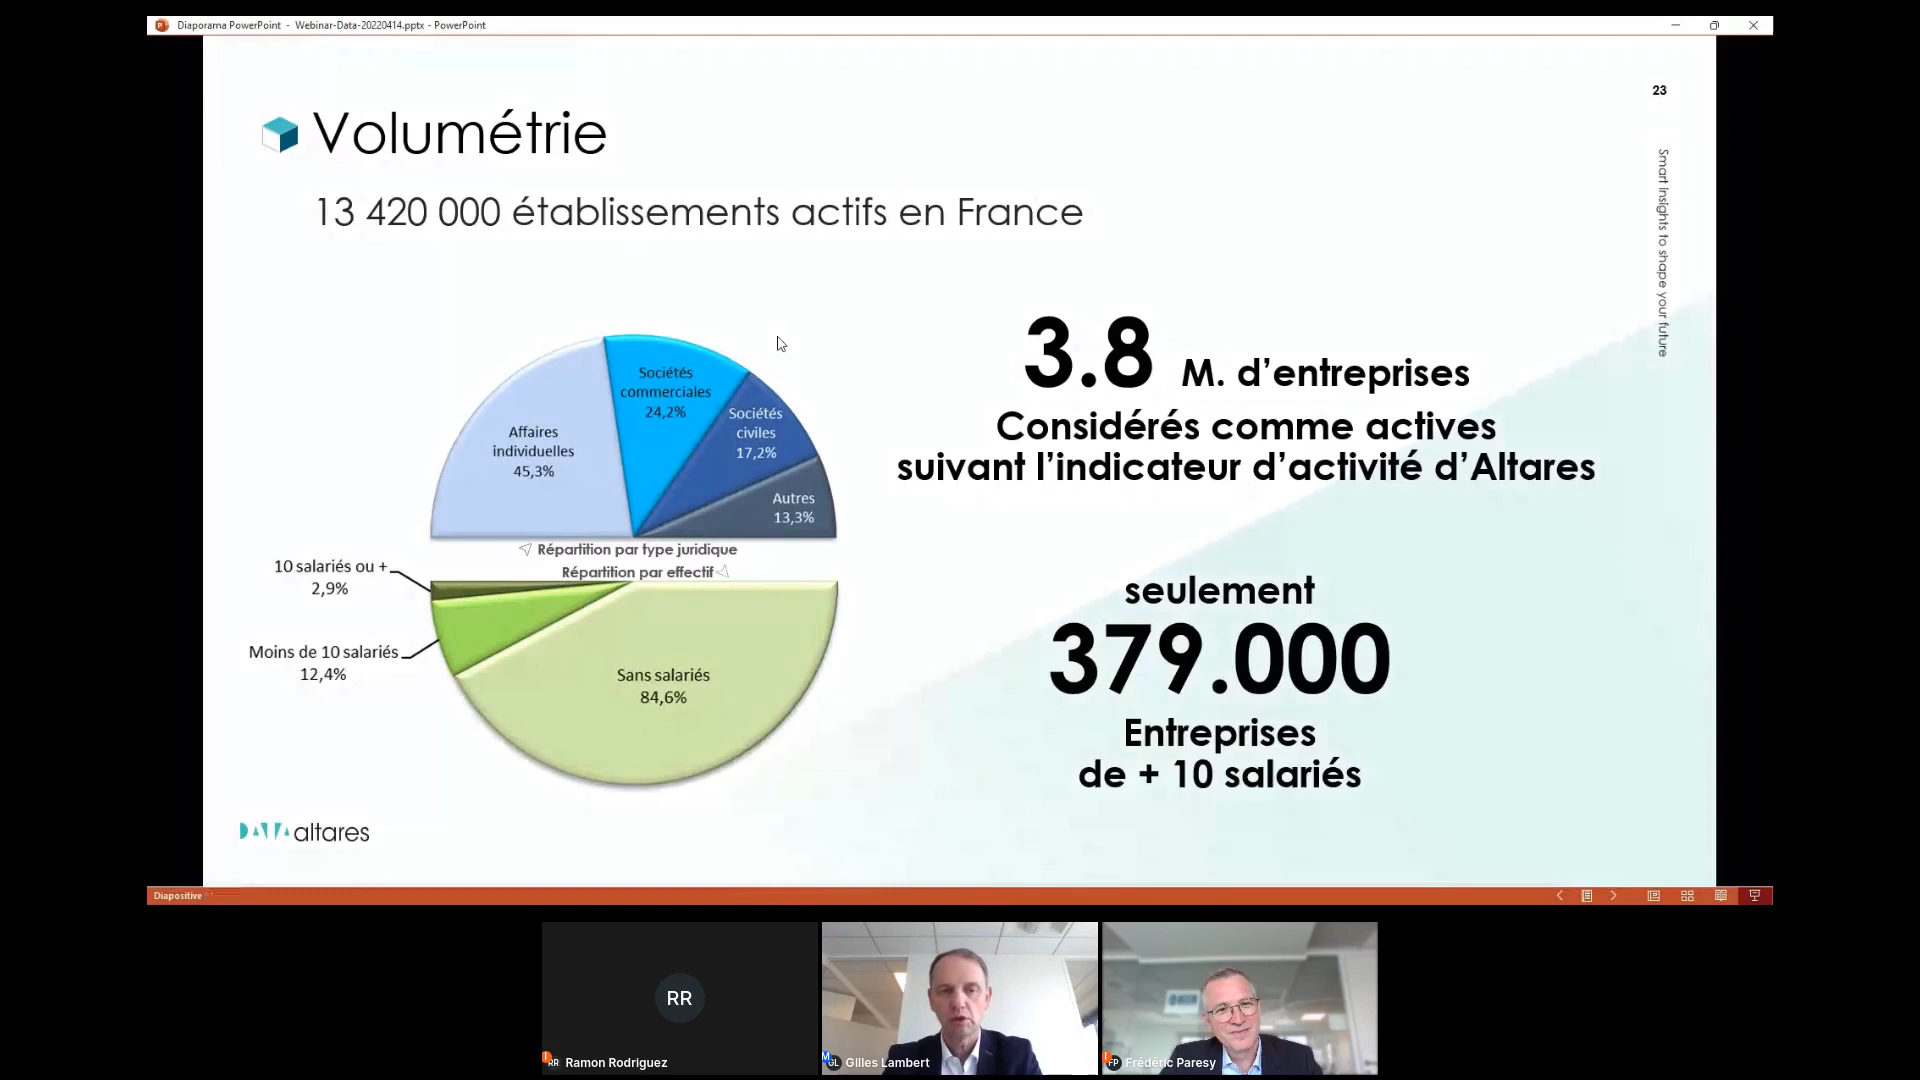 Diaporama PowerPoint - Webinar-Data-20220414.pptx - PowerPoint
23
Volumétrie
13 420 000 établissements actifs en France
Smart insights to shape your future
Affaires
individuelles
45,3%
Sociétés
commerciales
24,2%
Sociétés
civiles
17,2%
Autres
13,3%
Répartition par type juridique
Répartition par effectif
10 salariés ou +
2,9%
Moins de 10 salariés
12,4%
Sans salariés
84,6%
3.8 M. d’entreprises
Considérés comme actives
suivant l’indicateur d’activité d’Altares
seulement
379.000
Entreprises
de + 10 salariés
DATA altares
Diapositive
RR
RR Ramon Rodriguez
GL Gilles Lambert
FP Frédéric Paresy